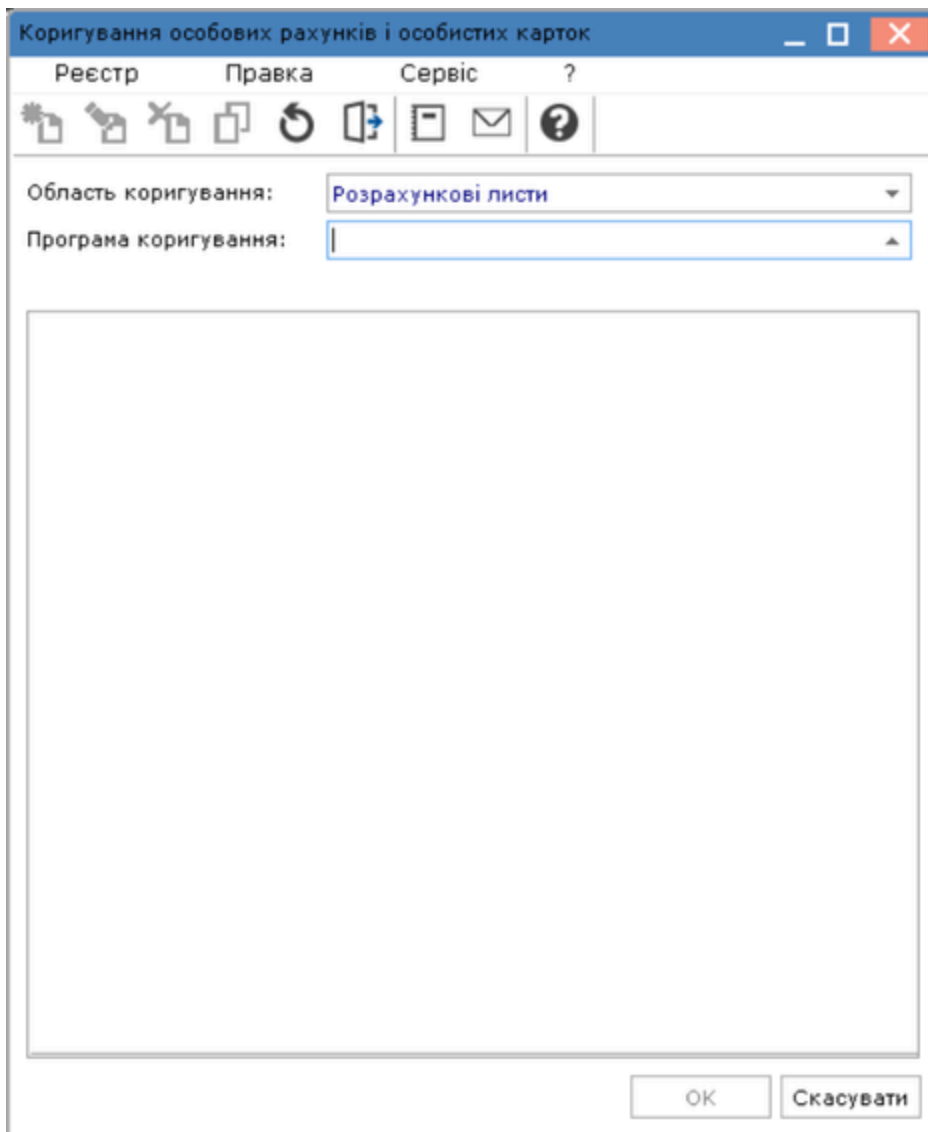 Коригування особових рахунків і особистих карток
Реєстр Правка Сервіс ?
Область коригування: Розрахункові листи
Програма коригування:
ОК Скасувати